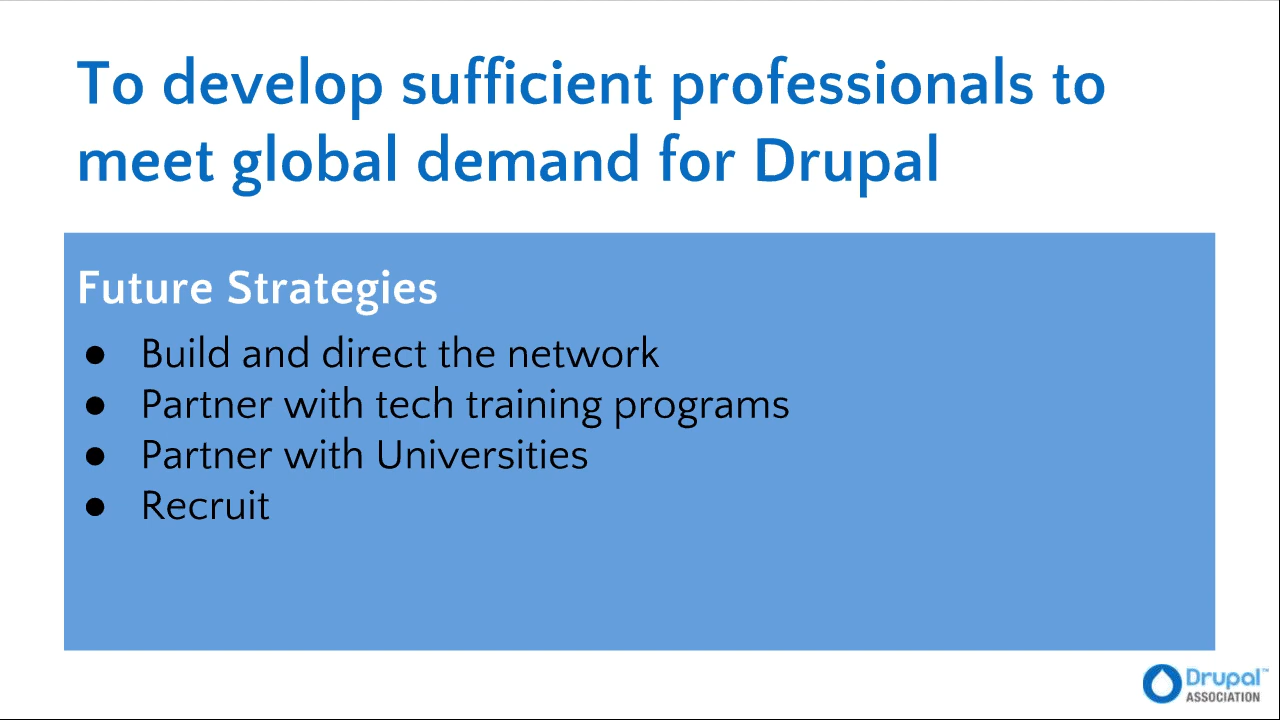 To develop sufficient professionals to
meet global demand for Drupal
Future Strategies
● Build and direct the network
● Partner with tech training programs
● Partner with Universities
● Recruit
Drupal™
ASSOCIATION